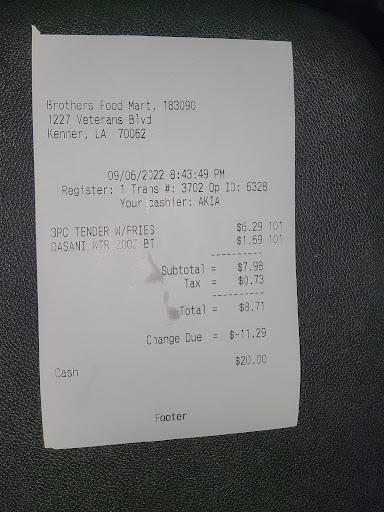 Brothers Food Mart, 183090
1227 Veterans Blvd
Kenner, LA 70062
09/06/2022 8:43:49 PM
Register: 1 Trans #: 3702 Op ID: 6328
Your cashier: AKIA
3PC TENDER W/FRIES $6.29 101
DASANI WTR 20OZ BT $1.69 101
----------
Subtotal = $7.98
Tax = $0.73
----------
Total = $8.71
Change Due = $-11.29
$20.00
Cash
Footer